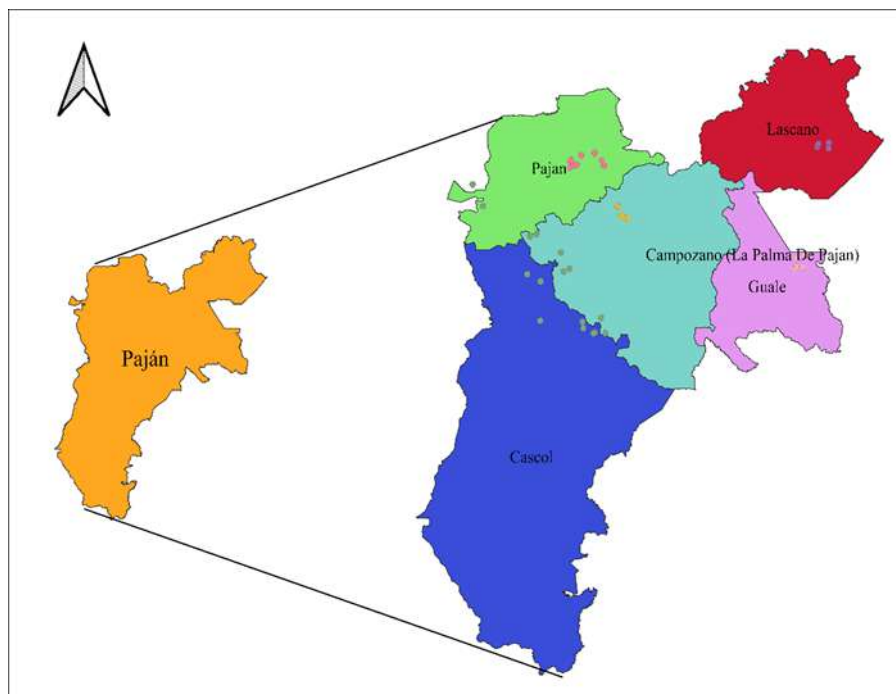 Lascano
Pajan
Campozano (La Palma De Pajan)
Guale
Paján
Cascol